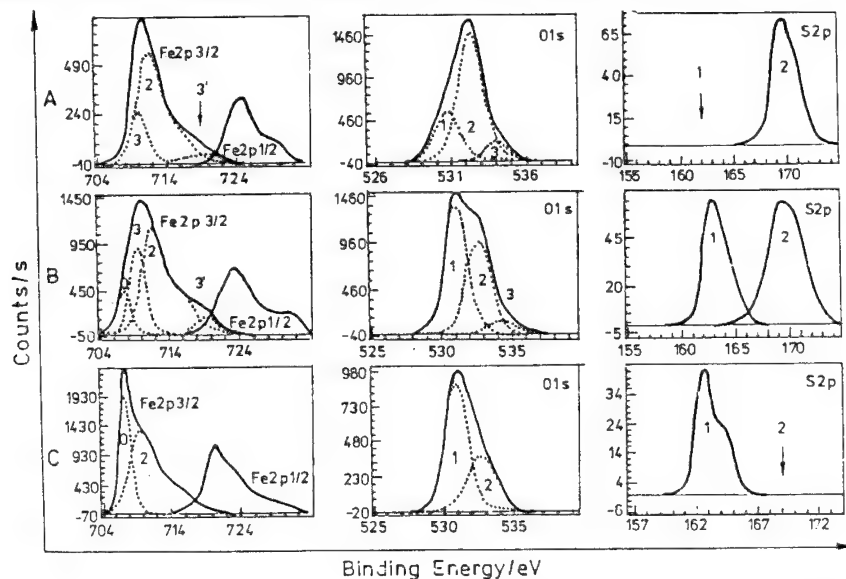 Counts/s
A
490
240
-40
704 714 724
Fe2p3/2
2
3
3'
Fe2p1/2
1460
960
460
-40
526 531 536
O1s
1
2
3
65
40
15
-10
155 160 165 170
S2p
1
2
B
1450
950
450
-50
704 714 724
Fe2p3/2
3
2
0
3'
Fe2p1/2
1460
960
460
-40
525 530 535
O1s
1
2
3
45
20
-5
155 160 165 170
S2p
1
2
C
1930
1430
930
430
-70
704 714 724
Fe2p3/2
0
2
Fe2p1/2
980
730
480
230
-20
525 530 535
O1s
1
2
34
24
14
4
-6
157 162 167 172
S2p
1
2
Binding Energy/eV